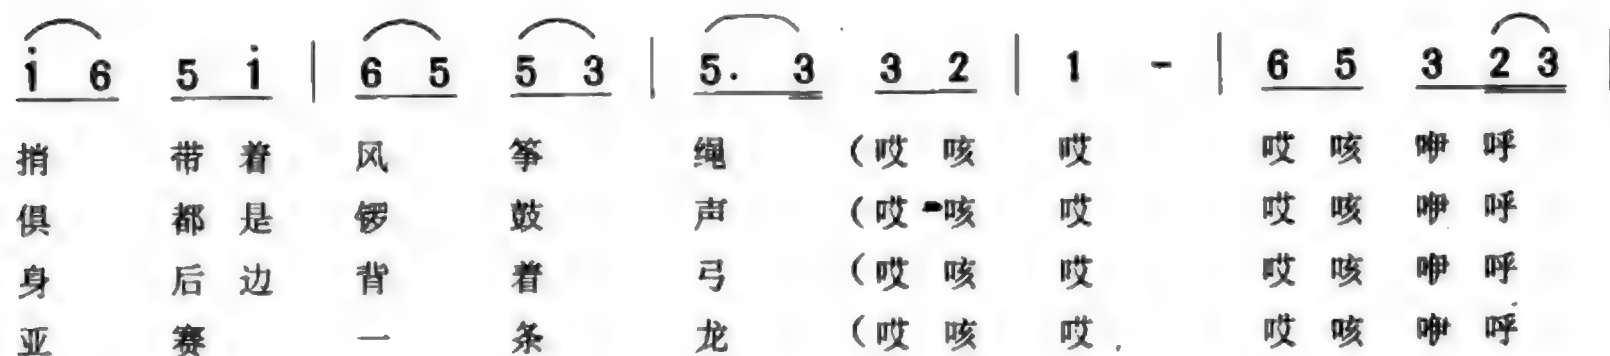 i 6 5 i | 6 5 5 3 | 5. 3 3 2 | 1 - | 6 5 3 2 3 |
捎 带 着 风 筝 绳 (哎 咳 哎 哎 咳 咿 呼
俱 都 是 锣 鼓 声 (哎 咳 哎 哎 咳 咿 呼
身 后 边 背 着 弓 (哎 咳 哎 哎 咳 咿 呼
亚 赛 一 条 龙 (哎 咳 哎 哎 咳 咿 呼